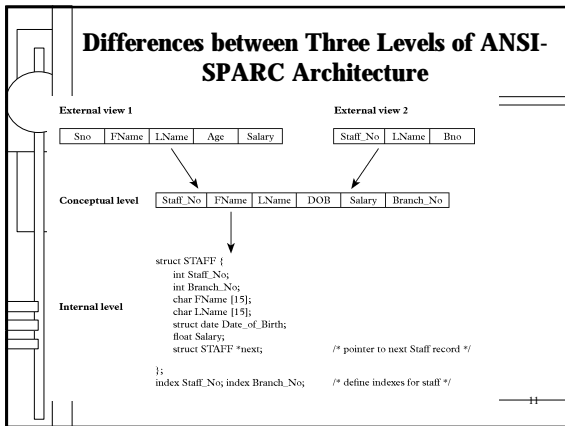 Differences between Three Levels of ANSI-
SPARC Architecture
External view 1
External view 2
Sno FName LName Age Salary
Staff_No LName Bno
Conceptual level
Staff_No FName LName DOB Salary Branch_No
Internal level
struct STAFF {
int Staff_No;
int Branch_No;
char FName [15];
char LName [15];
struct date Date_of_Birth;
float Salary;
struct STAFF *next; /* pointer to next Staff record */
};
index Staff_No; index Branch_No; /* define indexes for staff */
11